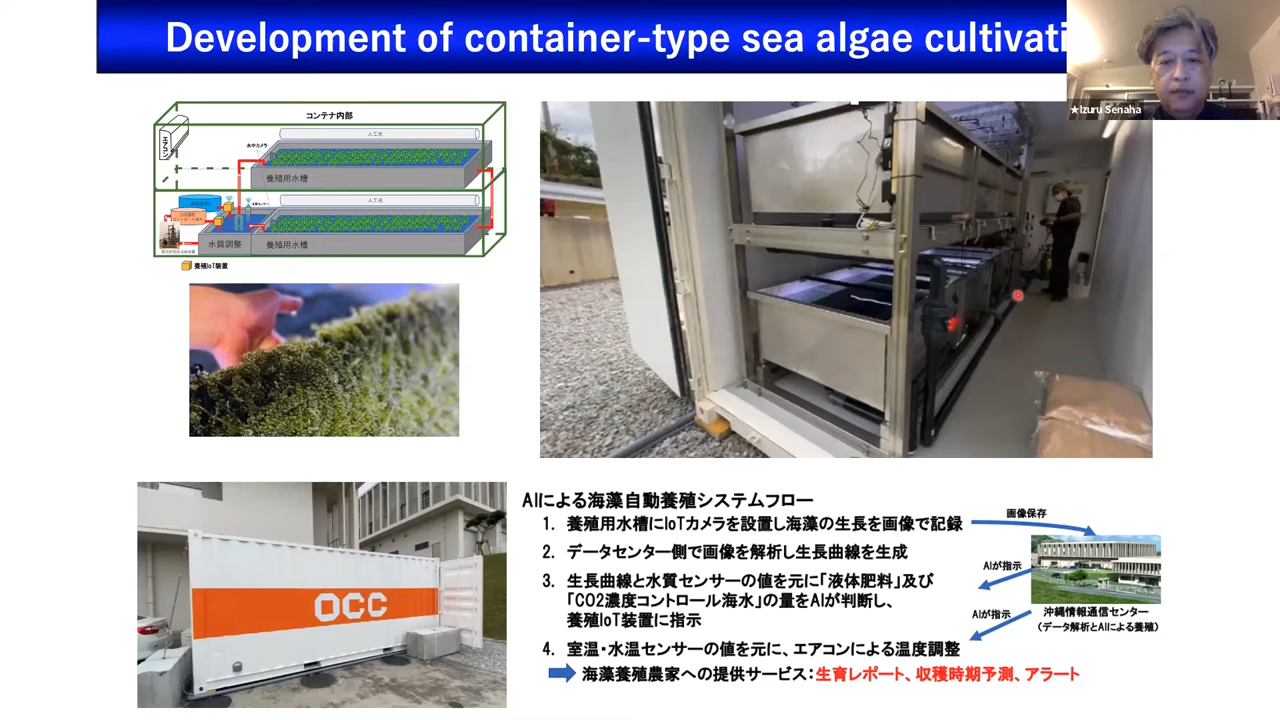 Development of container-type sea algae cultivati
★Izuru Senaha
コンテナ内部
エアコン
人工光
水中カメラ
養殖用水槽
人工光
水質調整
養殖用水槽
養殖IoT装置
OCC
AIによる海藻自動養殖システムフロー
1. 養殖用水槽にIoTカメラを設置し海藻の生長を画像で記録
2. データセンター側で画像を解析し生長曲線を生成
3. 生長曲線と水質センサーの値を元に「液体肥料」及び
「CO2濃度コントロール海水」の量をAIが判断し、
養殖IoT装置に指示
4. 室温・水温センサーの値を元に、エアコンによる温度調整
海藻養殖農家への提供サービス：生育レポート、収穫時期予測、アラート
画像保存
AIが指示
AIが指示
沖縄情報通信センター
（データ解析とAIによる養殖）